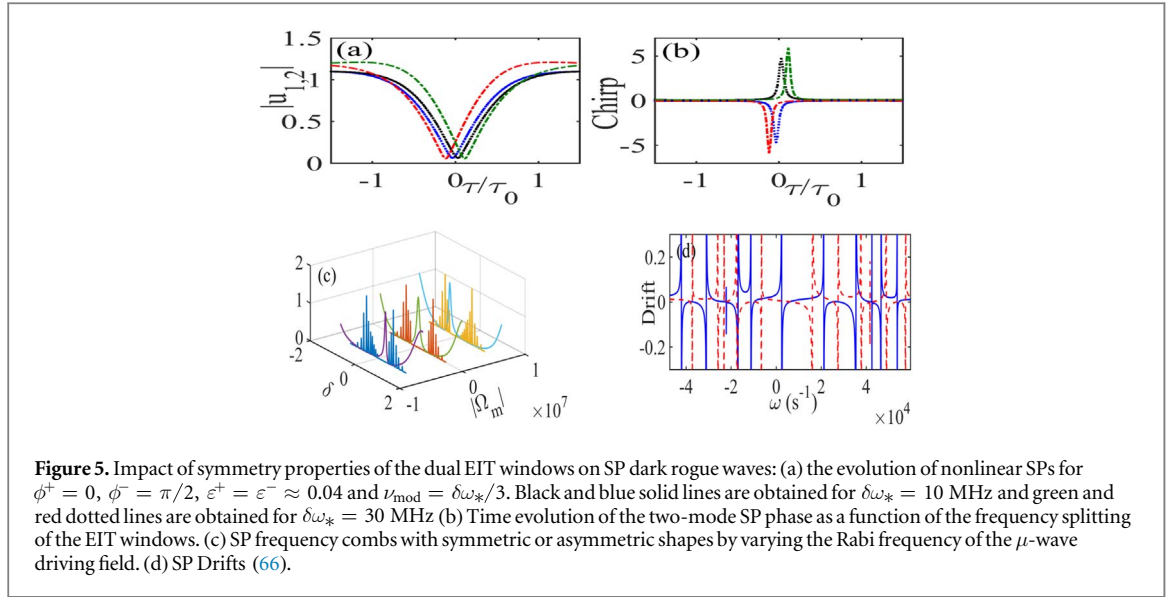 1.5
(a)
1
0.5
0
|u1,2|
-1
0
1
τ/τo
(b)
5
0
-5
Chirp
-1
0
1
τ/τo
2
(c)
1
0
-2
0
2
δ
-1
0
1
|Ωm|
×10⁷
(d)
0.2
0
-0.2
Drift
-4
-2
0
2
4
ω (s⁻¹)
×10⁴
Figure 5. Impact of symmetry properties of the dual EIT windows on SP dark rogue waves: (a) the evolution of nonlinear SPs for
ϕ⁺ = 0, ϕ⁻ = π/2, ε⁺ = ε⁻ ≈ 0.04 and νmod = δω*/3. Black and blue solid lines are obtained for δω* = 10 MHz and green and
red dotted lines are obtained for δω* = 30 MHz (b) Time evolution of the two-mode SP phase as a function of the frequency splitting
of the EIT windows. (c) SP frequency combs with symmetric or asymmetric shapes by varying the Rabi frequency of the μ-wave
driving field. (d) SP Drifts (66).